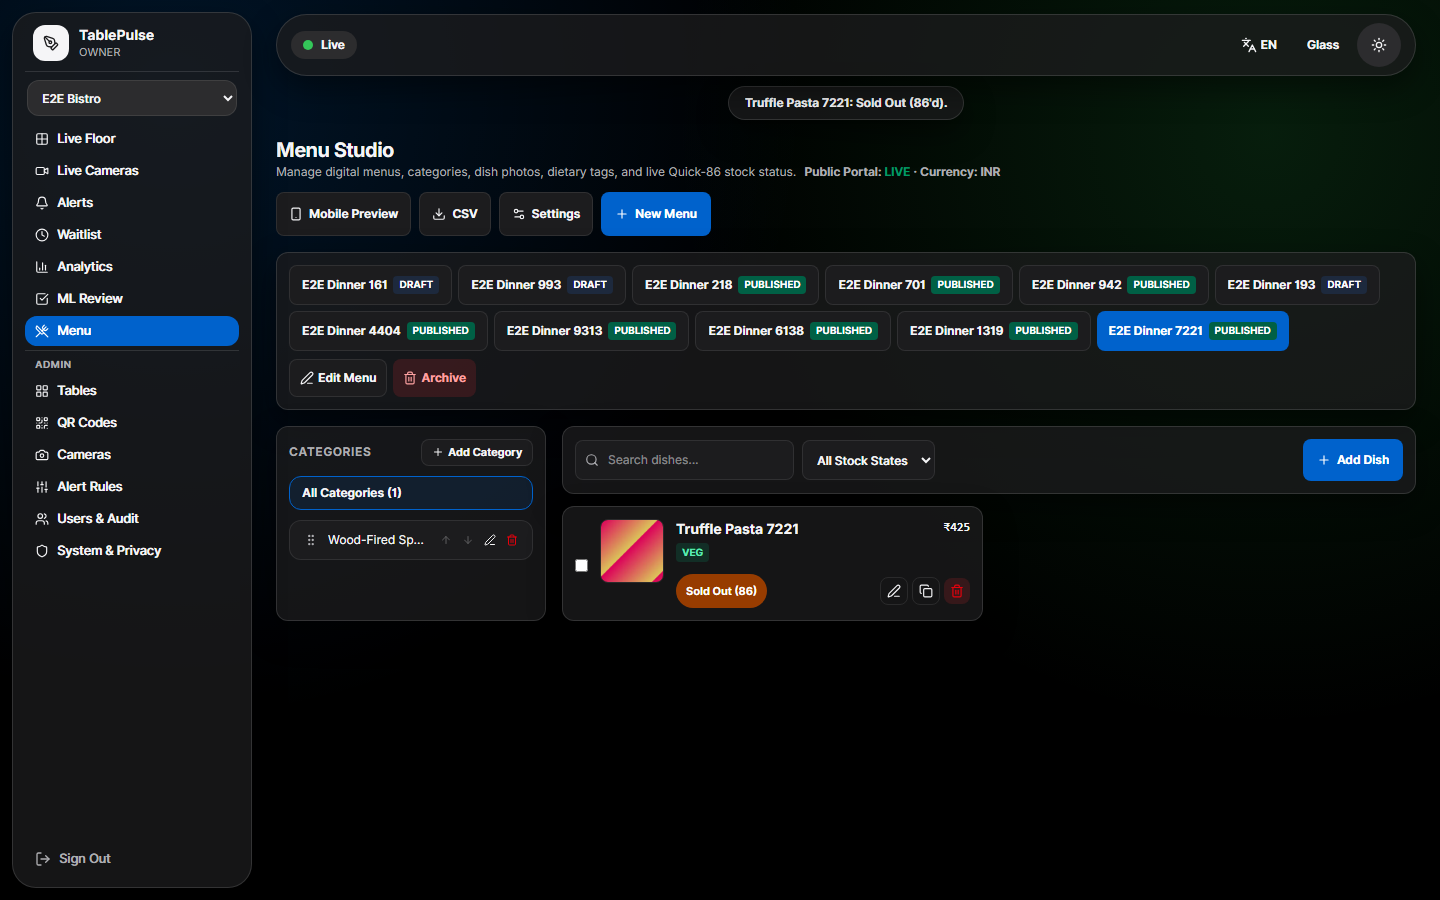 TablePulse
OWNER
E2E Bistro
Live Floor
Live Cameras
Alerts
Waitlist
Analytics
ML Review
Menu
ADMIN
Tables
QR Codes
Cameras
Alert Rules
Users & Audit
System & Privacy
Sign Out
Live
EN
Glass
Truffle Pasta 7221: Sold Out (86'd).
Menu Studio
Manage digital menus, categories, dish photos, dietary tags, and live Quick-86 stock status. Public Portal: LIVE · Currency: INR
Mobile Preview
CSV
Settings
New Menu
E2E Dinner 161 DRAFT
E2E Dinner 993 DRAFT
E2E Dinner 218 PUBLISHED
E2E Dinner 701 PUBLISHED
E2E Dinner 942 PUBLISHED
E2E Dinner 193 DRAFT
E2E Dinner 4404 PUBLISHED
E2E Dinner 9313 PUBLISHED
E2E Dinner 6138 PUBLISHED
E2E Dinner 1319 PUBLISHED
E2E Dinner 7221 PUBLISHED
Edit Menu
Archive
CATEGORIES
Add Category
All Categories (1)
Wood-Fired Sp...
Search dishes...
All Stock States
Add Dish
Truffle Pasta 7221
₹425
VEG
Sold Out (86)